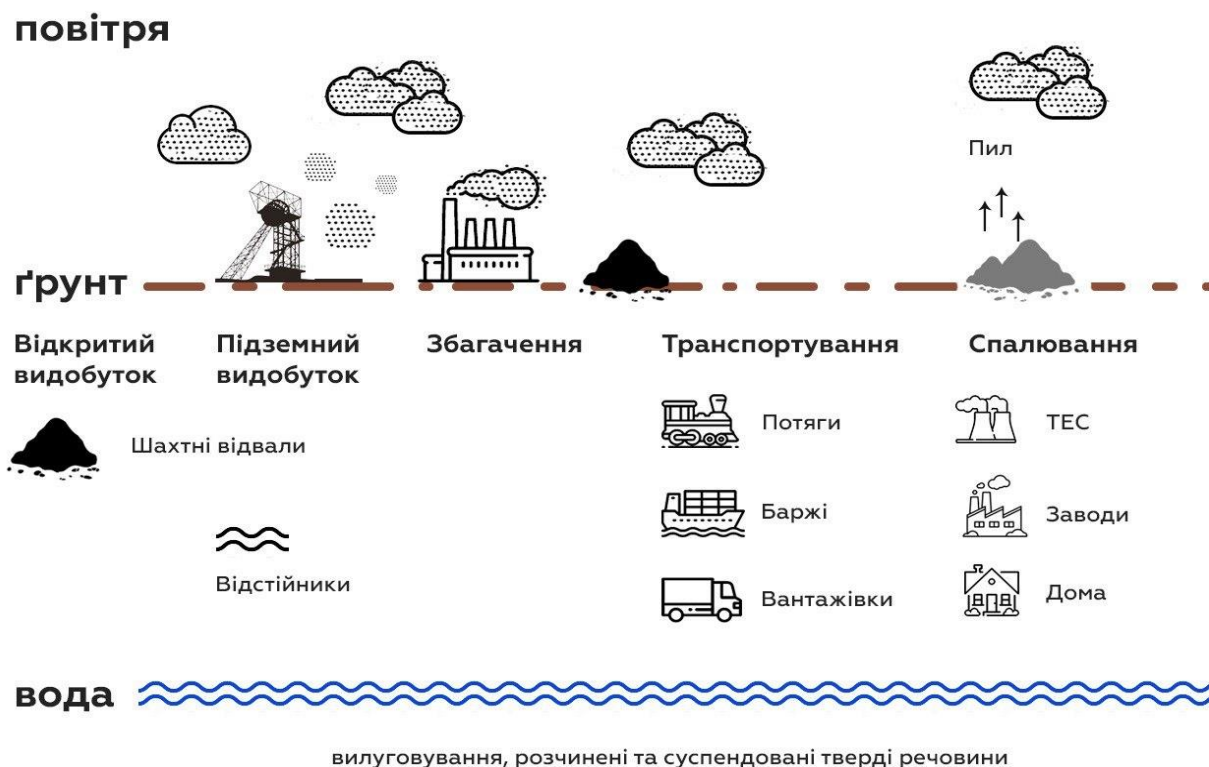 повітря
Пил
ґрунт
Відкритий
видобуток
Підземний
видобуток
Збагачення
Транспортування
Спалювання
Шахтні відвали
Відстійники
Потяги
Баржі
Вантажівки
ТЕС
Заводи
Дома
вода
вилуговування, розчинені та суспендовані тверді речовини